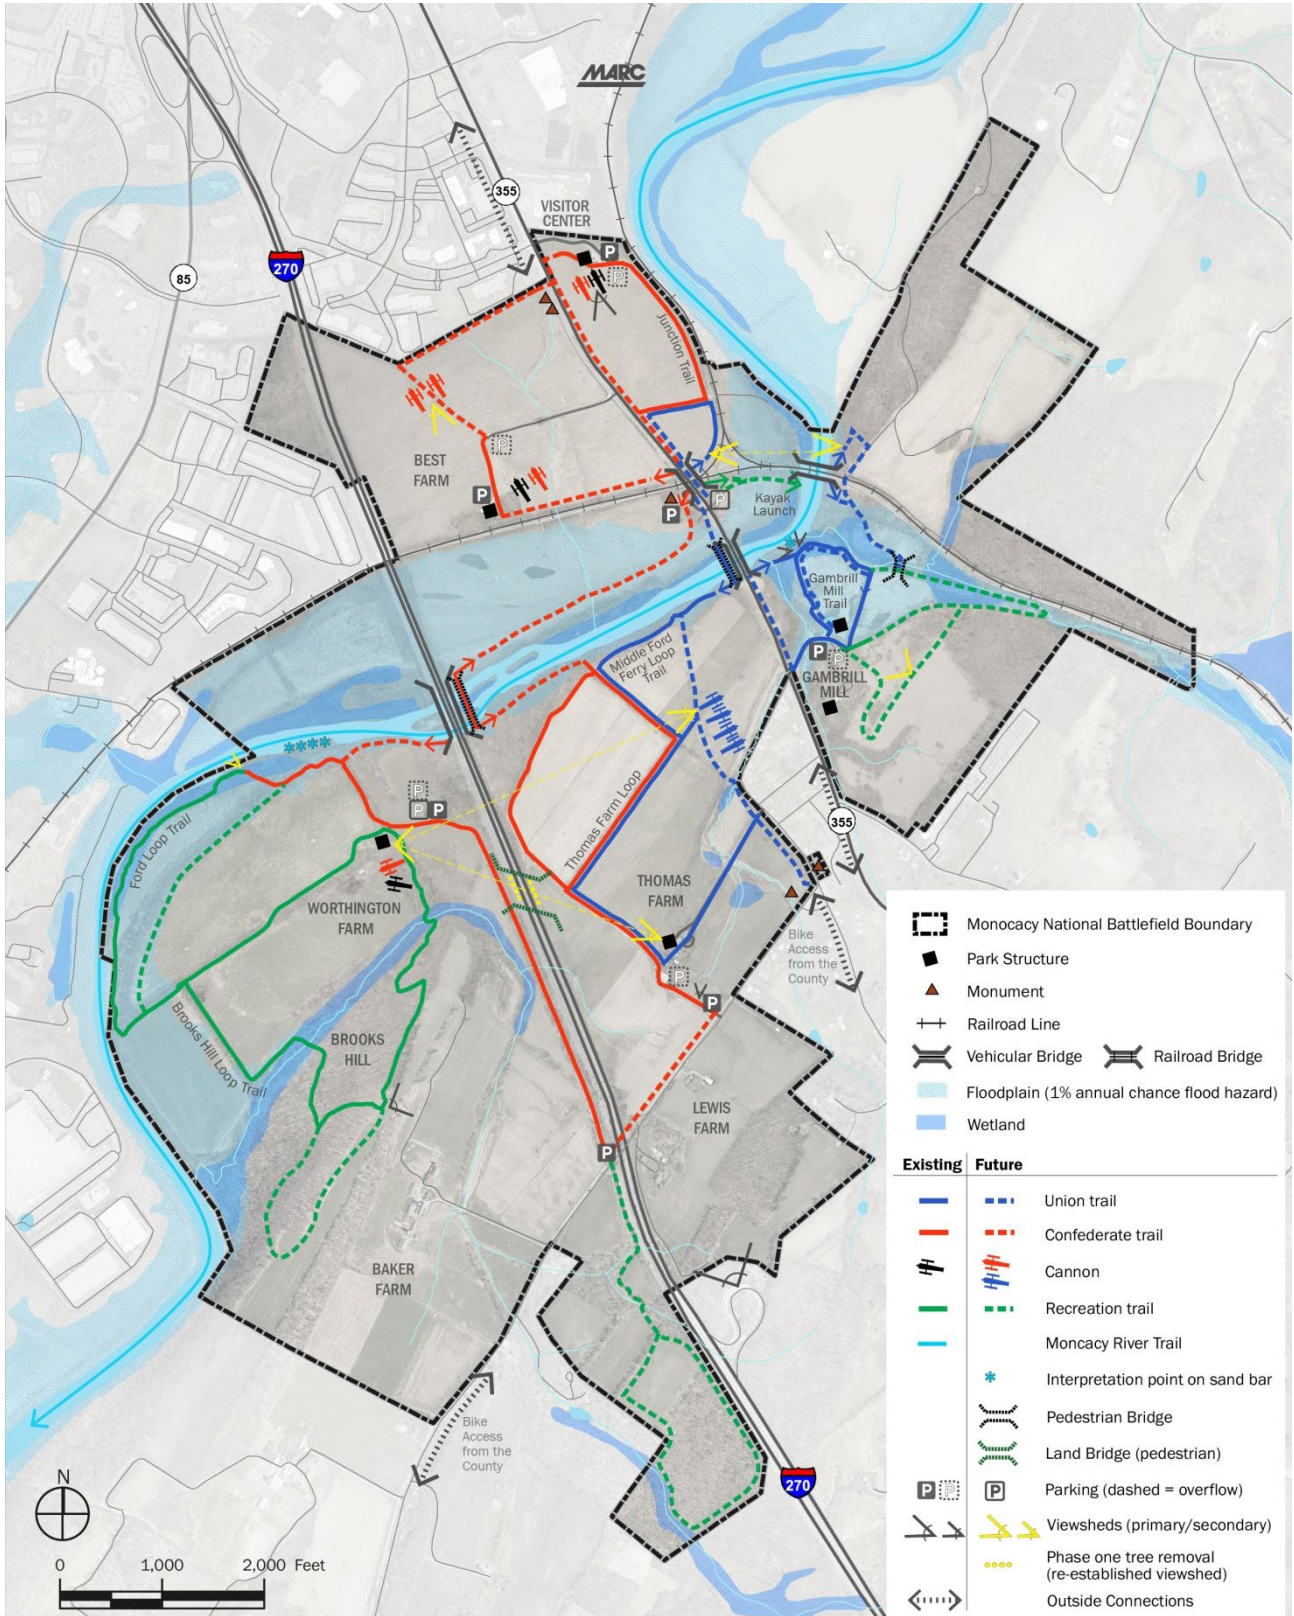 MARC
355
VISITOR
CENTER
P
P
270
85
Junction Trail
BEST
FARM
P
P
P
P
Kayak
Launch
Gambrill
Mill
Trail
Middle Ford
Ferry Loop
Trail
P
P
GAMBRILL
MILL
355
P
P
P
Ford Loop Trail
Thomas Farm Loop
THOMAS
FARM
WORTHINGTON
FARM
Bike
Access
from the
County
P
P
Brooks Hill Loop Trail
BROOKS
HILL
LEWIS
FARM
P
BAKER
FARM
Bike
Access
from the
County
270
N
0 1,000 2,000 Feet
Monocacy National Battlefield Boundary
Park Structure
Monument
Railroad Line
Vehicular Bridge Railroad Bridge
Floodplain (1% annual chance flood hazard)
Wetland
Existing Future
Union trail
Confederate trail
Cannon
Recreation trail
Moncacy River Trail
Interpretation point on sand bar
Pedestrian Bridge
Land Bridge (pedestrian)
P P P Parking (dashed = overflow)
Viewsheds (primary/secondary)
Phase one tree removal
(re-established viewshed)
Outside Connections